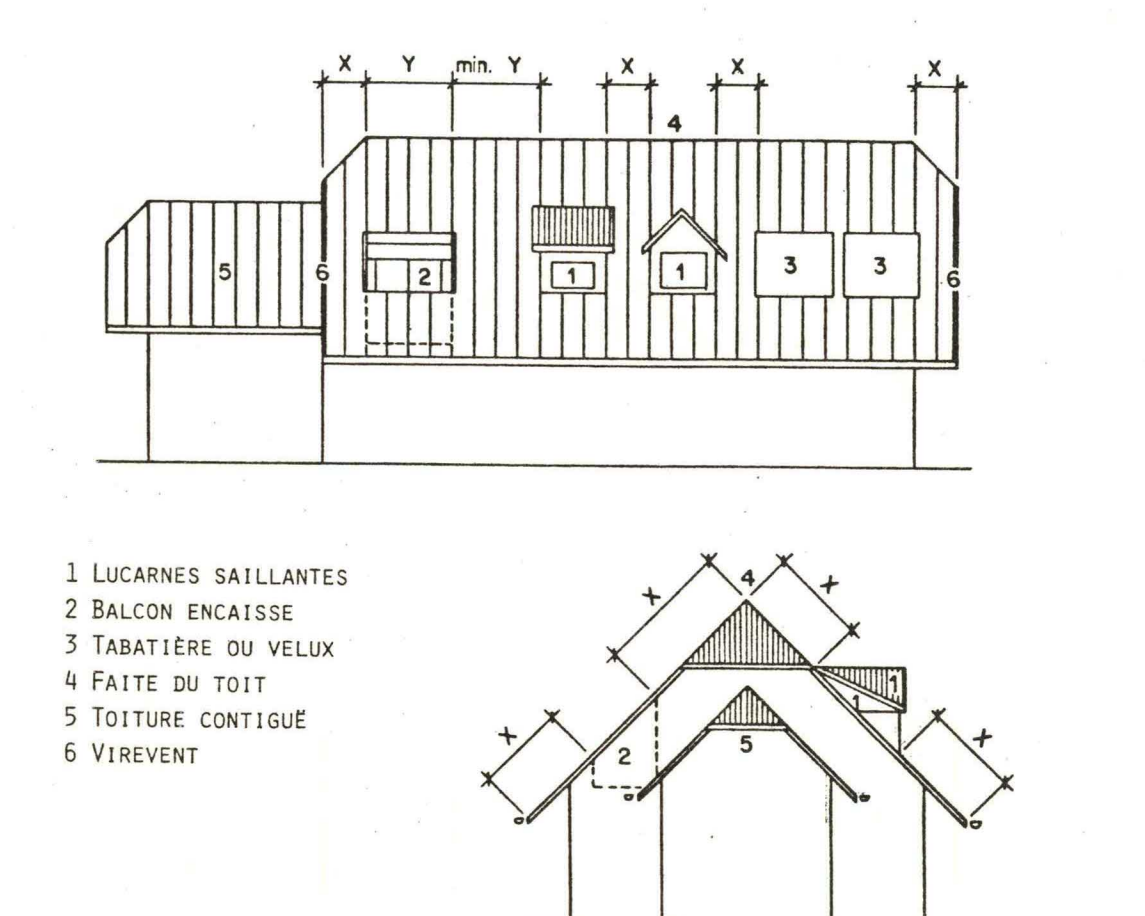 X Y min. Y X X X
4
5 6 2 1 1 3 3 6
1 LUCARNES SAILLANTES
2 BALCON ENCAISSE
3 TABATIÈRE OU VELUX
4 FAITE DU TOIT
5 TOITURE CONTIGUË
6 VIREVENT
4
X X
1
1
X 2 5 X